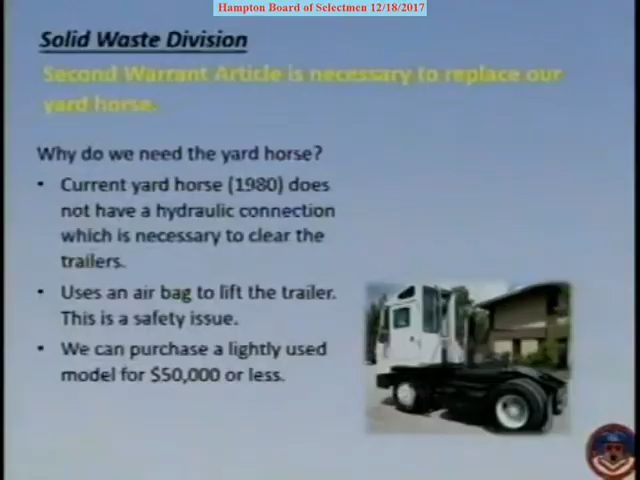 Hampton Board of Selectmen 12/18/2017
Solid Waste Division
Second Warrant Article is necessary to replace our
yard horse.
Why do we need the yard horse?
• Current yard horse (1980) does
not have a hydraulic connection
which is necessary to clear the
trailers.
• Uses an air bag to lift the trailer.
This is a safety issue.
• We can purchase a lightly used
model for $50,000 or less.